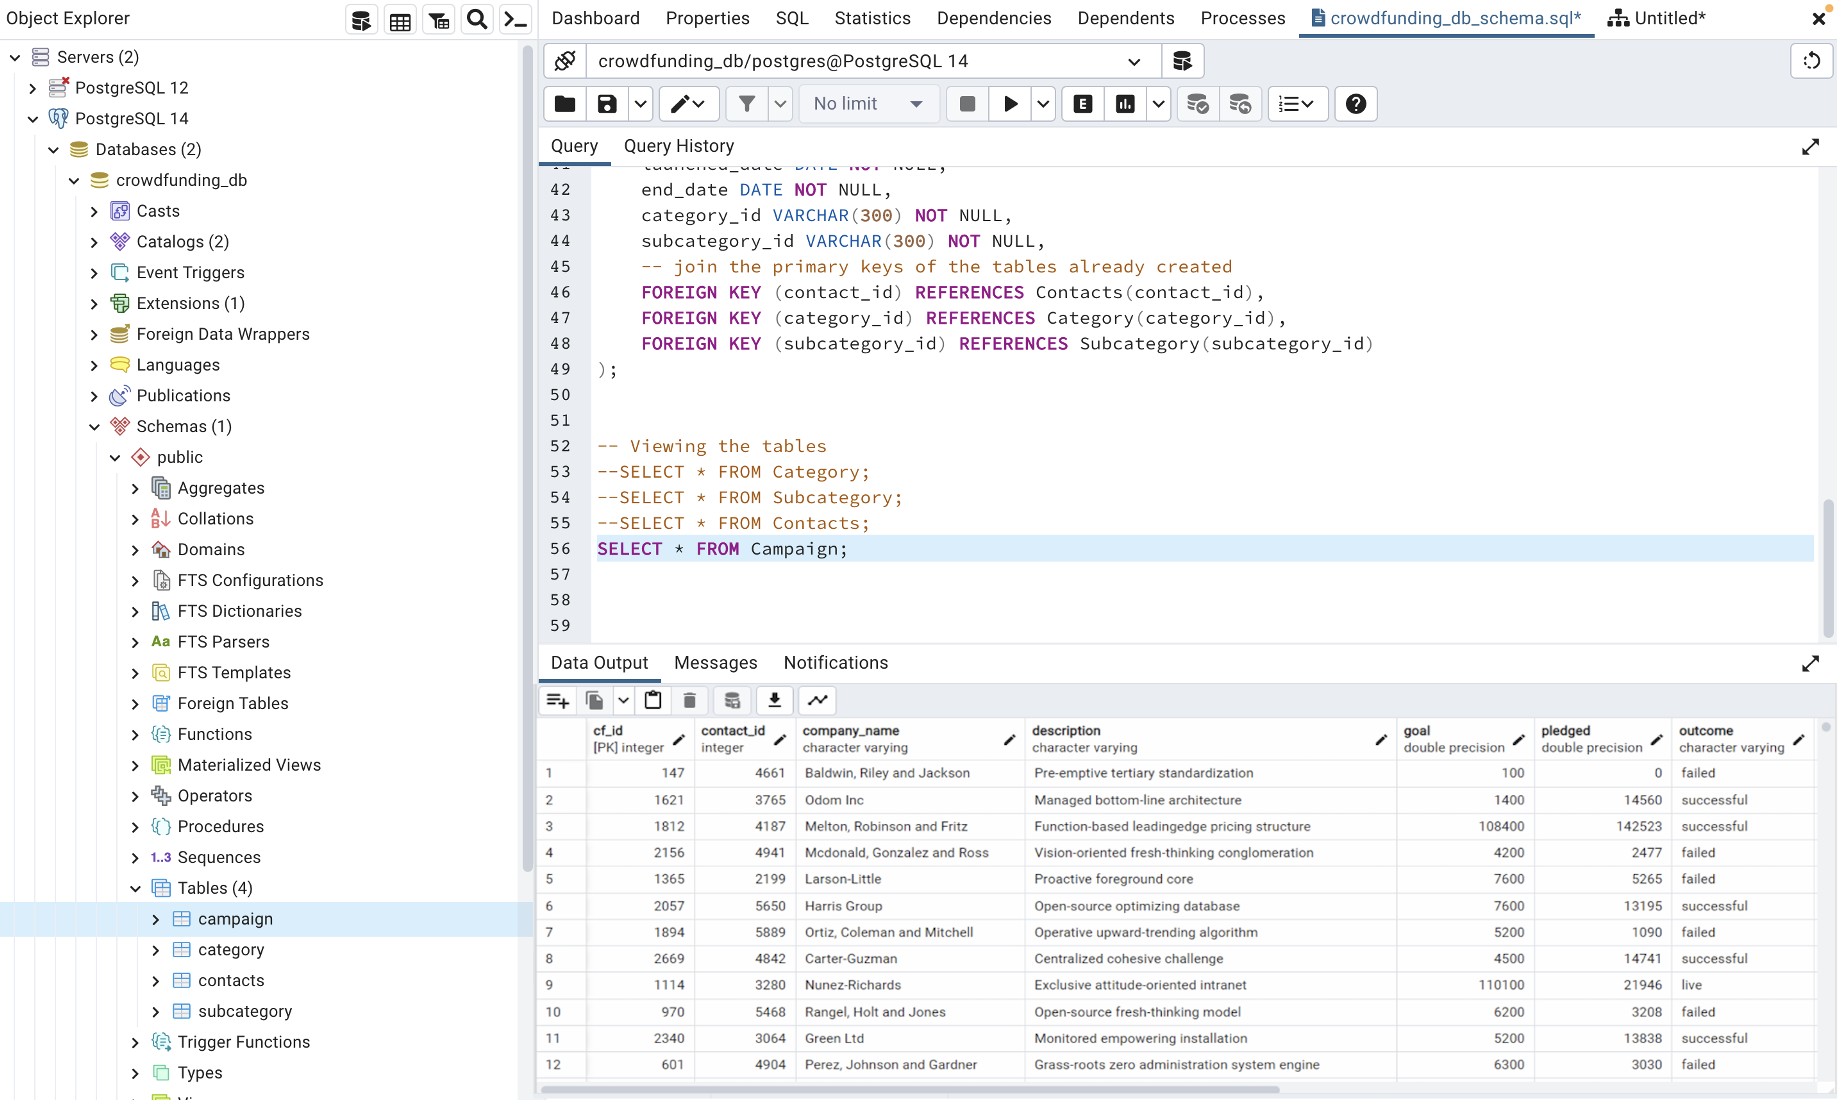 Object Explorer
Servers (2)
PostgreSQL 12
PostgreSQL 14
Databases (2)
crowdfunding_db
Casts
Catalogs (2)
Event Triggers
Extensions (1)
Foreign Data Wrappers
Languages
Publications
Schemas (1)
public
Aggregates
Collations
Domains
FTS Configurations
FTS Dictionaries
Aa FTS Parsers
FTS Templates
Foreign Tables
Functions
Materialized Views
Operators
Procedures
1..3 Sequences
Tables (4)
campaign
category
contacts
subcategory
Trigger Functions
Types
Dashboard Properties SQL Statistics Dependencies Dependents Processes crowdfunding_db_schema.sql* Untitled*
crowdfunding_db/postgres@PostgreSQL 14
No limit E
Query Query History
41 launched_date DATE NOT NULL,
42 end_date DATE NOT NULL,
43 category_id VARCHAR(300) NOT NULL,
44 subcategory_id VARCHAR(300) NOT NULL,
45 -- join the primary keys of the tables already created
46 FOREIGN KEY (contact_id) REFERENCES Contacts(contact_id),
47 FOREIGN KEY (category_id) REFERENCES Category(category_id),
48 FOREIGN KEY (subcategory_id) REFERENCES Subcategory(subcategory_id)
49 );
50
51
52 -- Viewing the tables
53 --SELECT * FROM Category;
54 --SELECT * FROM Subcategory;
55 --SELECT * FROM Contacts;
56 SELECT * FROM Campaign;
57
58
59
Data Output Messages Notifications
cf_id contact_id company_name description goal pledged outcome
[PK] integer integer character varying character varying double precision double precision character varying
1 147 4661 Baldwin, Riley and Jackson Pre-emptive tertiary standardization 100 0 failed
2 1621 3765 Odom Inc Managed bottom-line architecture 1400 14560 successful
3 1812 4187 Melton, Robinson and Fritz Function-based leadingedge pricing structure 108400 142523 successful
4 2156 4941 Mcdonald, Gonzalez and Ross Vision-oriented fresh-thinking conglomeration 4200 2477 failed
5 1365 2199 Larson-Little Proactive foreground core 7600 5265 failed
6 2057 5650 Harris Group Open-source optimizing database 7600 13195 successful
7 1894 5889 Ortiz, Coleman and Mitchell Operative upward-trending algorithm 5200 1090 failed
8 2669 4842 Carter-Guzman Centralized cohesive challenge 4500 14741 successful
9 1114 3280 Nunez-Richards Exclusive attitude-oriented intranet 110100 21946 live
10 970 5468 Rangel, Holt and Jones Open-source fresh-thinking model 6200 3208 failed
11 2340 3064 Green Ltd Monitored empowering installation 5200 13838 successful
12 601 4904 Perez, Johnson and Gardner Grass-roots zero administration system engine 6300 3030 failed